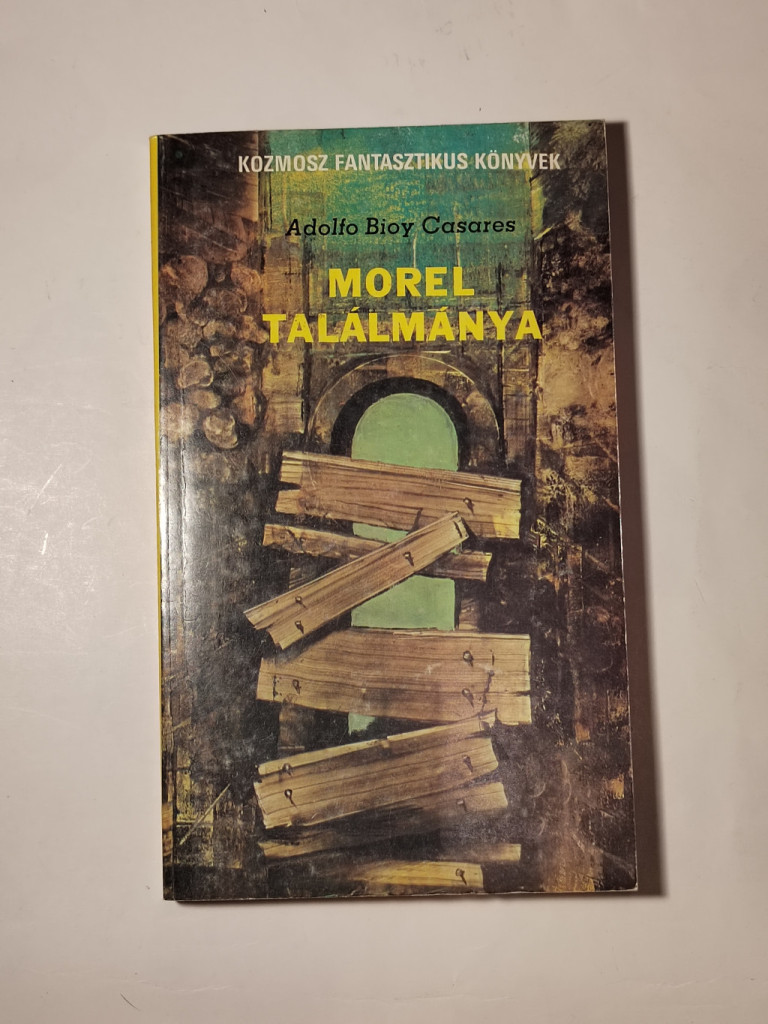 KOZMOSZ FANTASZTIKUS KÖNYVEK
Adolfo Bioy Casares
MOREL
TALÁLMÁNYA